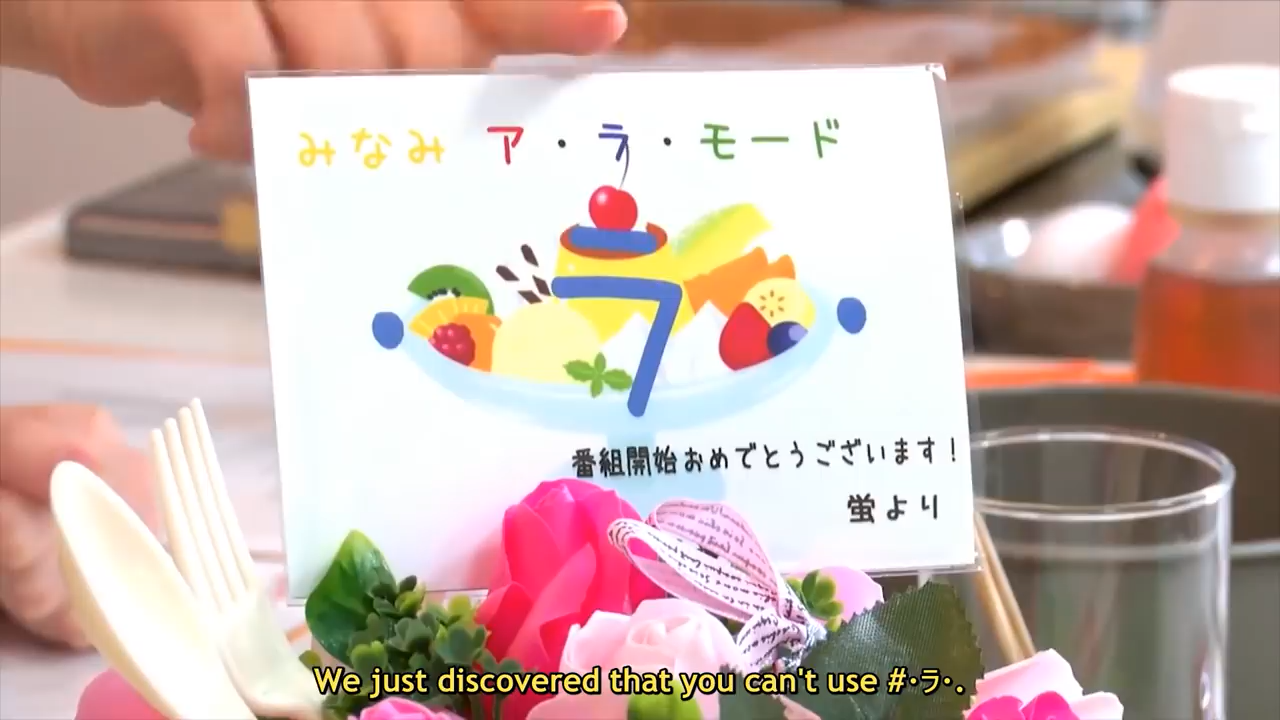 みなみ ア・ラ・モード
ラ
番組開始おめでとうございます！
蛍より
We just discovered that you can't use #･ラ･.